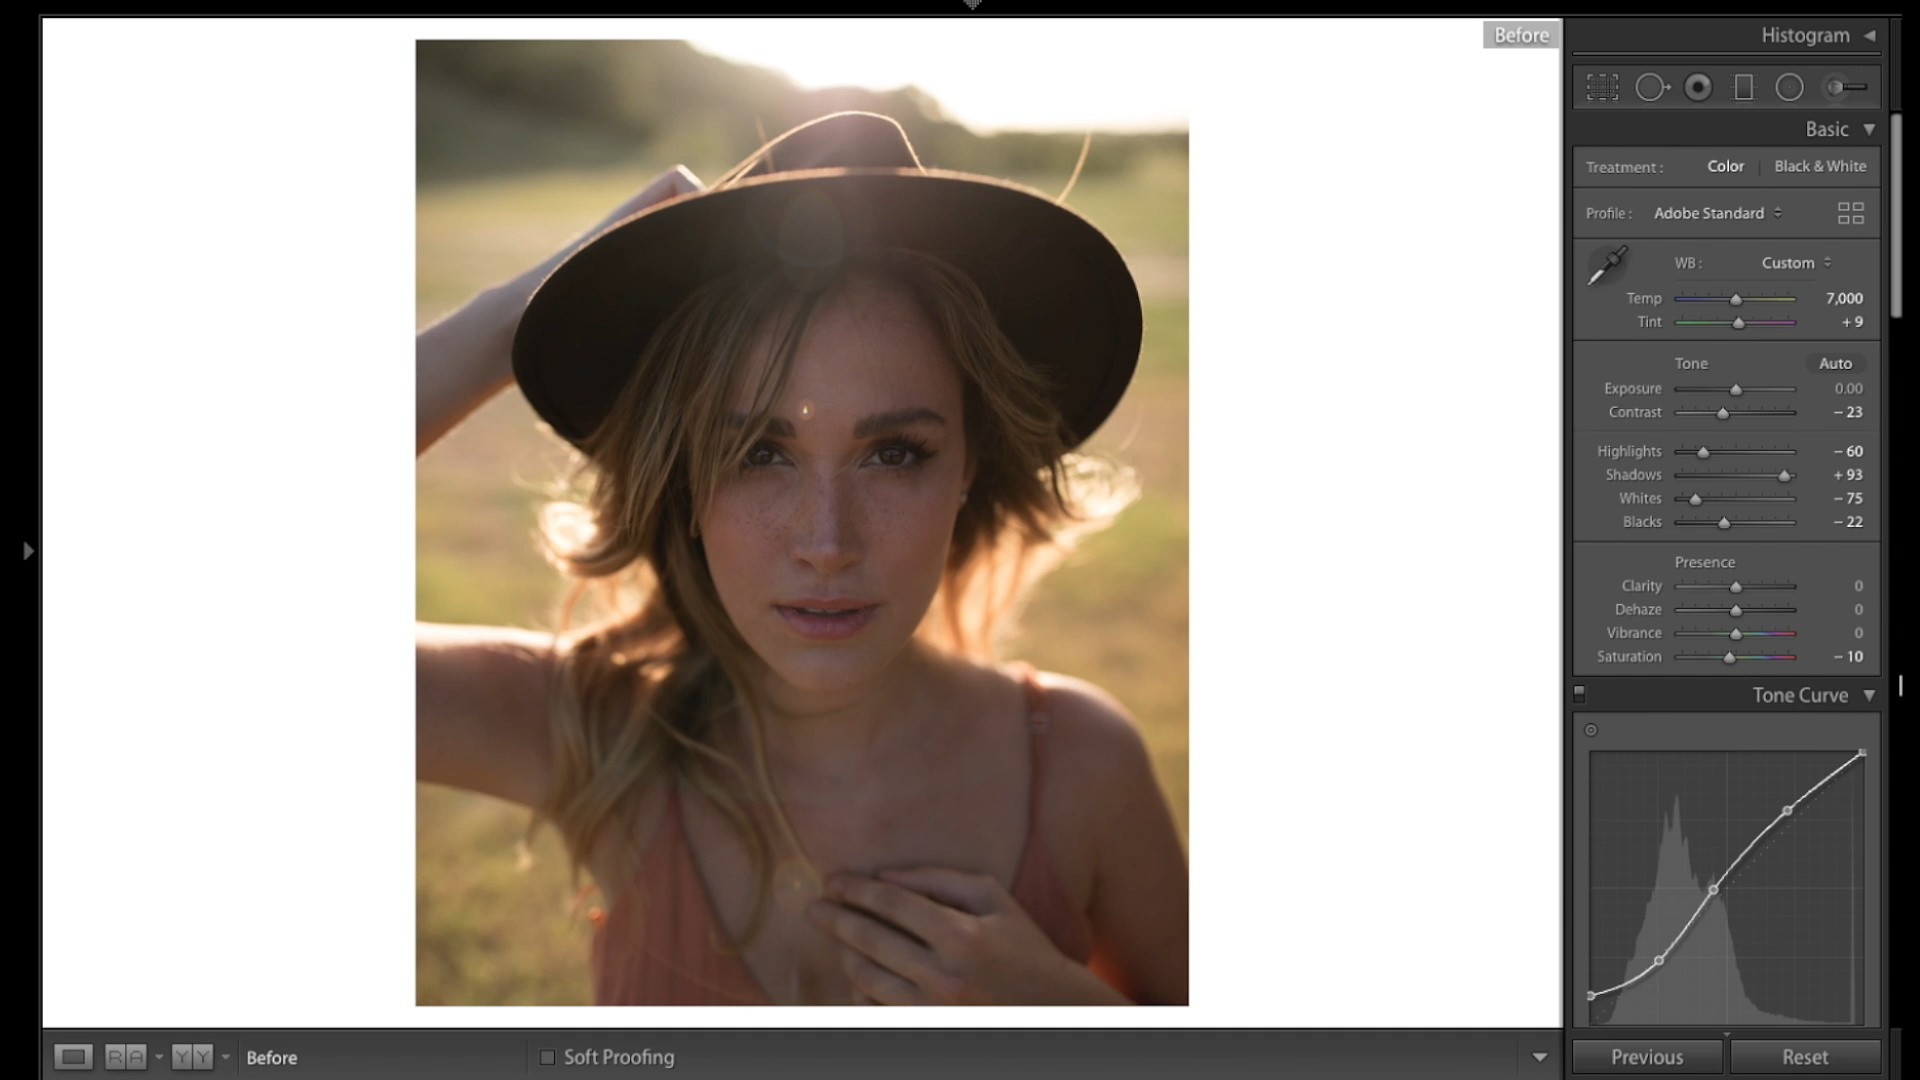 Before
Histogram
Basic
Treatment : Color | Black & White
Profile : Adobe Standard
WB : Custom
Temp 7,000
Tint + 9
Tone Auto
Exposure 0.00
Contrast – 23
Highlights – 60
Shadows + 93
Whites – 75
Blacks – 22
Presence
Clarity 0
Dehaze 0
Vibrance 0
Saturation – 10
Tone Curve
R A Y Y Before Soft Proofing
Previous Reset